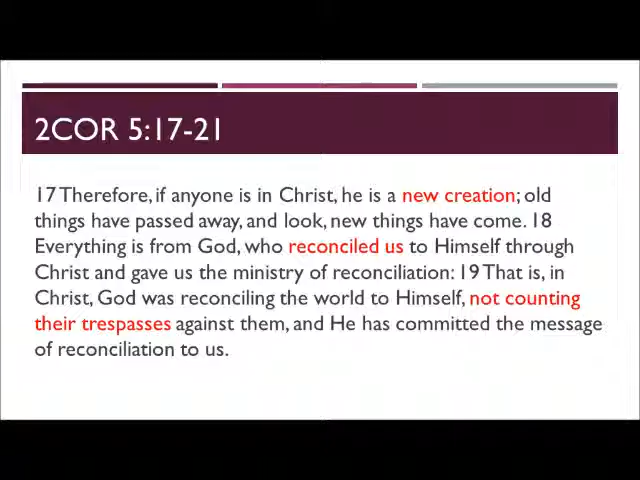 2COR 5:17-21
17 Therefore, if anyone is in Christ, he is a new creation; old
things have passed away, and look, new things have come. 18
Everything is from God, who reconciled us to Himself through
Christ and gave us the ministry of reconciliation: 19 That is, in
Christ, God was reconciling the world to Himself, not counting
their trespasses against them, and He has committed the message
of reconciliation to us.